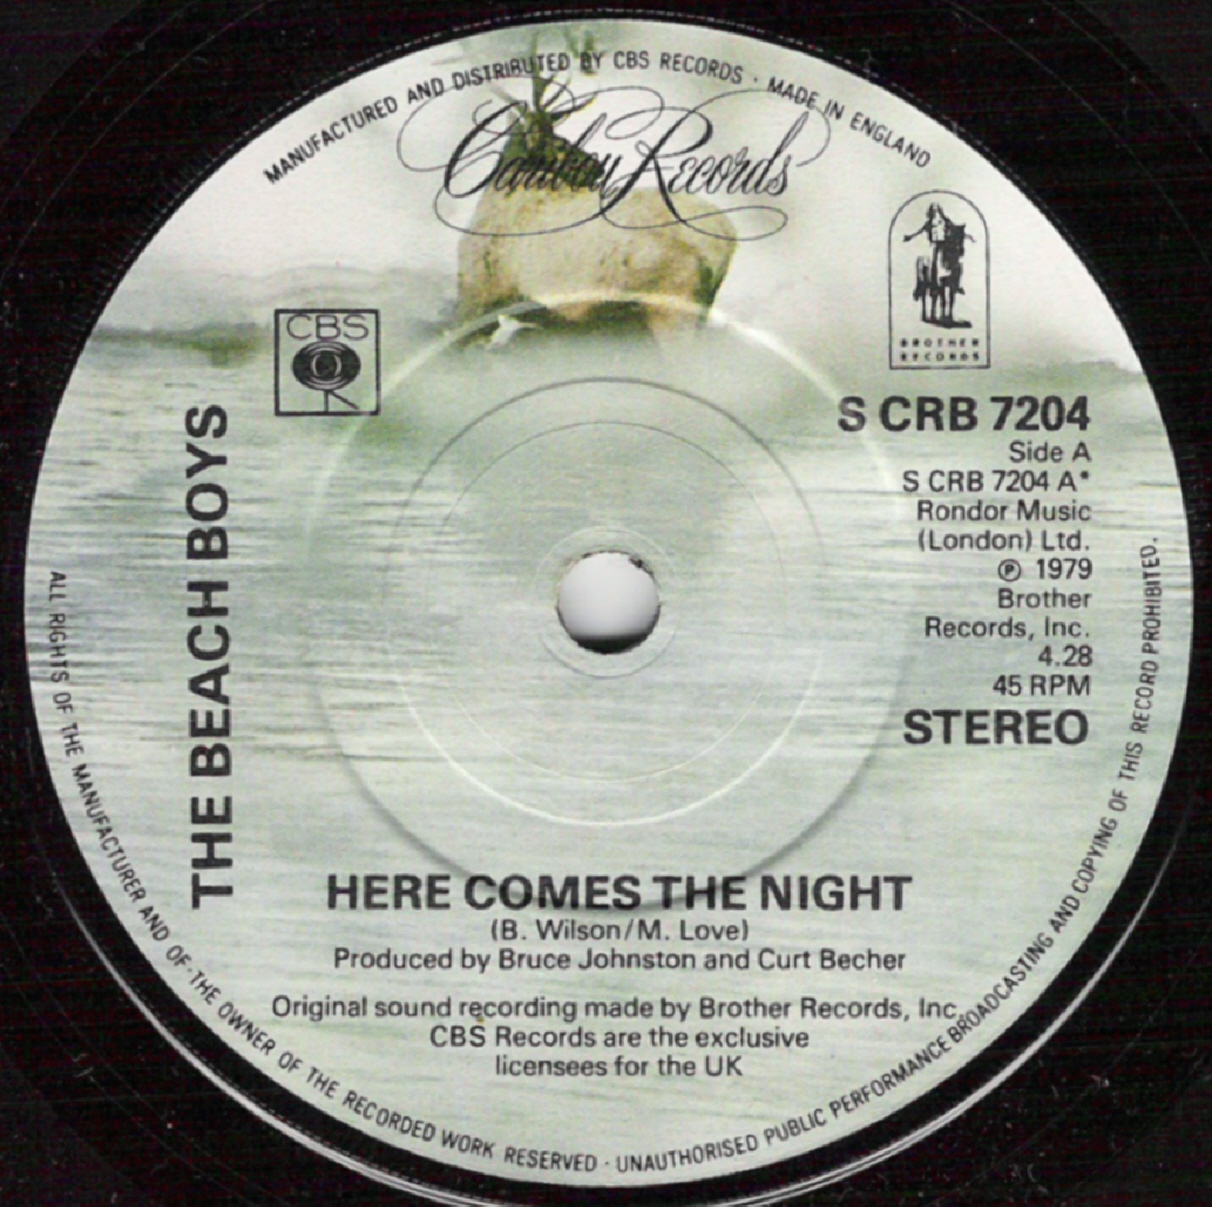 MANUFACTURED AND DISTRIBUTED BY CBS RECORDS · MADE IN ENGLAND
Caribou Records
BROTHER
RECORDS
CBS
THE BEACH BOYS
S CRB 7204
Side A
S CRB 7204 A*
Rondor Music
(London) Ltd.
℗ 1979
Brother
Records, Inc.
4.28
45 RPM
STEREO
HERE COMES THE NIGHT
(B. Wilson/M. Love)
Produced by Bruce Johnston and Curt Becher
Original sound recording made by Brother Records, Inc.
CBS Records are the exclusive
licensees for the UK
ALL RIGHTS OF THE MANUFACTURER AND OF THE OWNER OF THE RECORDED WORK RESERVED · UNAUTHORISED PUBLIC PERFORMANCE BROADCASTING AND COPYING OF THIS RECORD PROHIBITED.